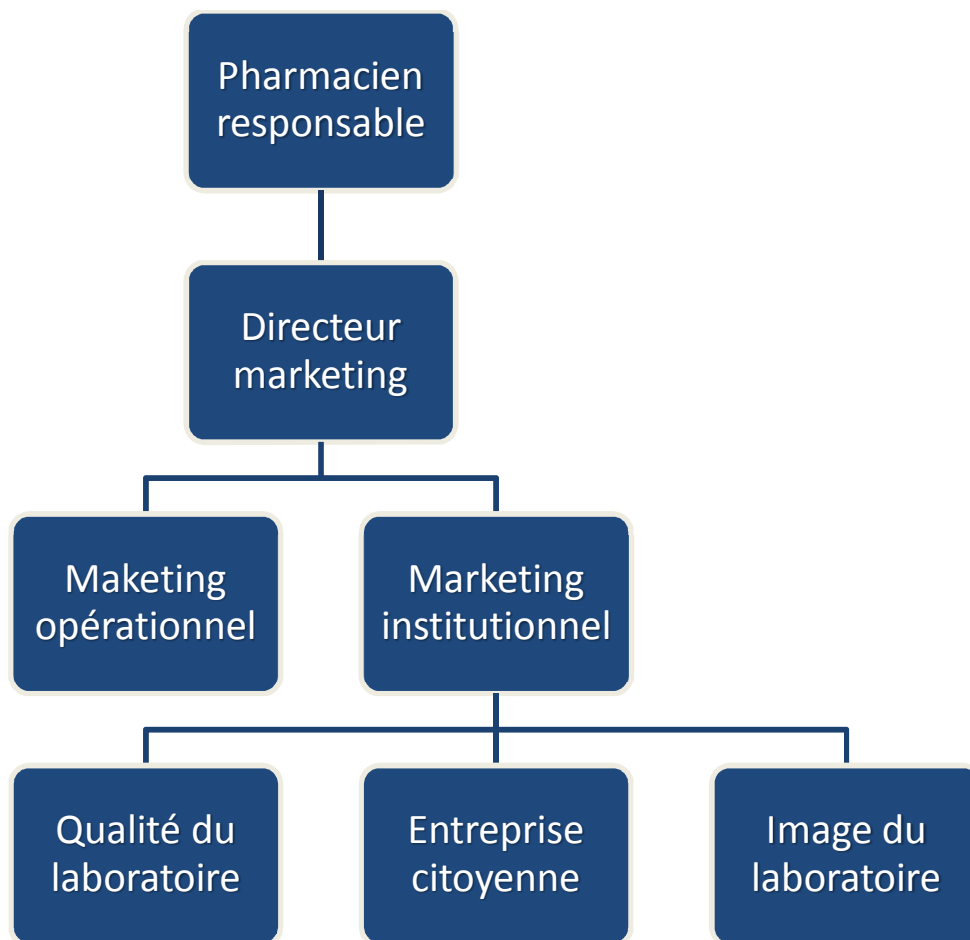 Pharmacien
responsable
Directeur
marketing
Maketing
opérationnel
Marketing
institutionnel
Qualité du
laboratoire
Entreprise
citoyenne
Image du
laboratoire